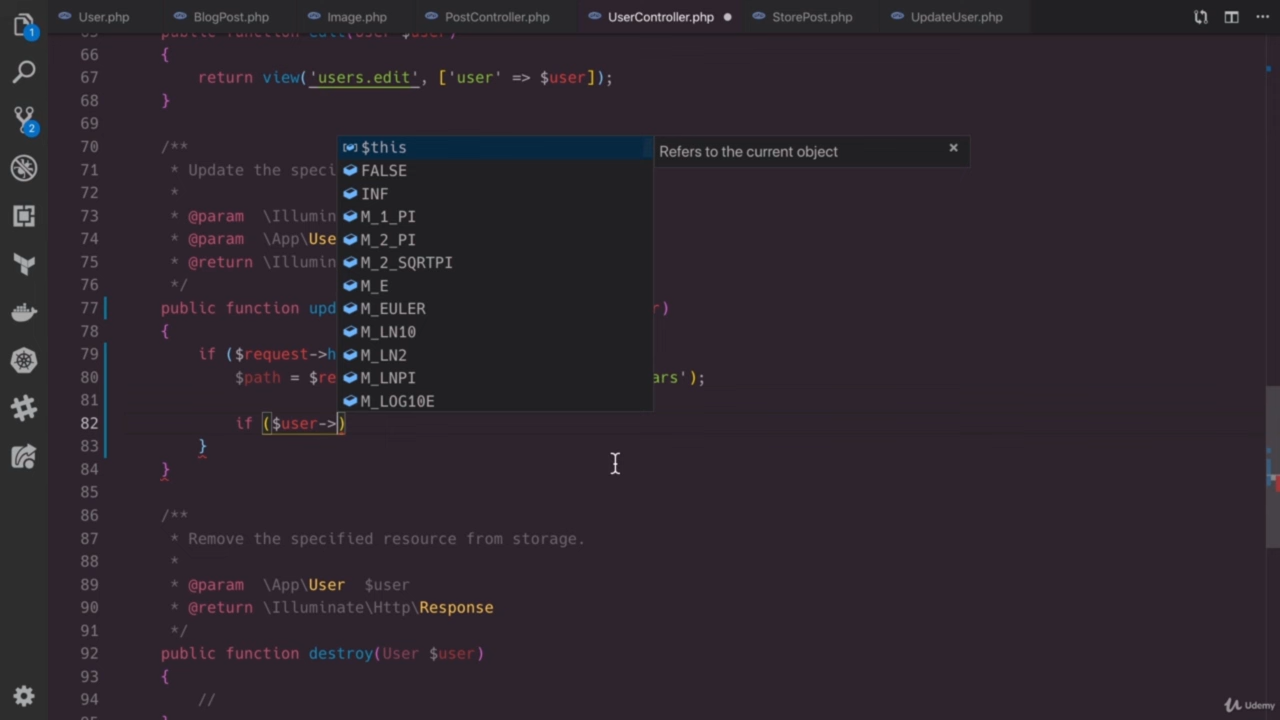 User.php BlogPost.php Image.php PostController.php UserController.php StorePost.php UpdateUser.php
1
66 {
67 return view('users.edit', ['user' => $user]);
68 }
69
70 /**
71 * Update the speci
72 *
73 * @param \Illumin
74 * @param \App\Use
75 * @return \Illumin
76 */
77 public function upd r)
78 {
79 if ($request->h
80 $path = $re ars');
81
82 if ($user->)
83 }
84 }
85
86 /**
87 * Remove the specified resource from storage.
88 *
89 * @param \App\User $user
90 * @return \Illuminate\Http\Response
91 */
92 public function destroy(User $user)
93 {
94 //
2
$this
FALSE
INF
M_1_PI
M_2_PI
M_2_SQRTPI
M_E
M_EULER
M_LN10
M_LN2
M_LNPI
M_LOG10E
Refers to the current object
Udemy